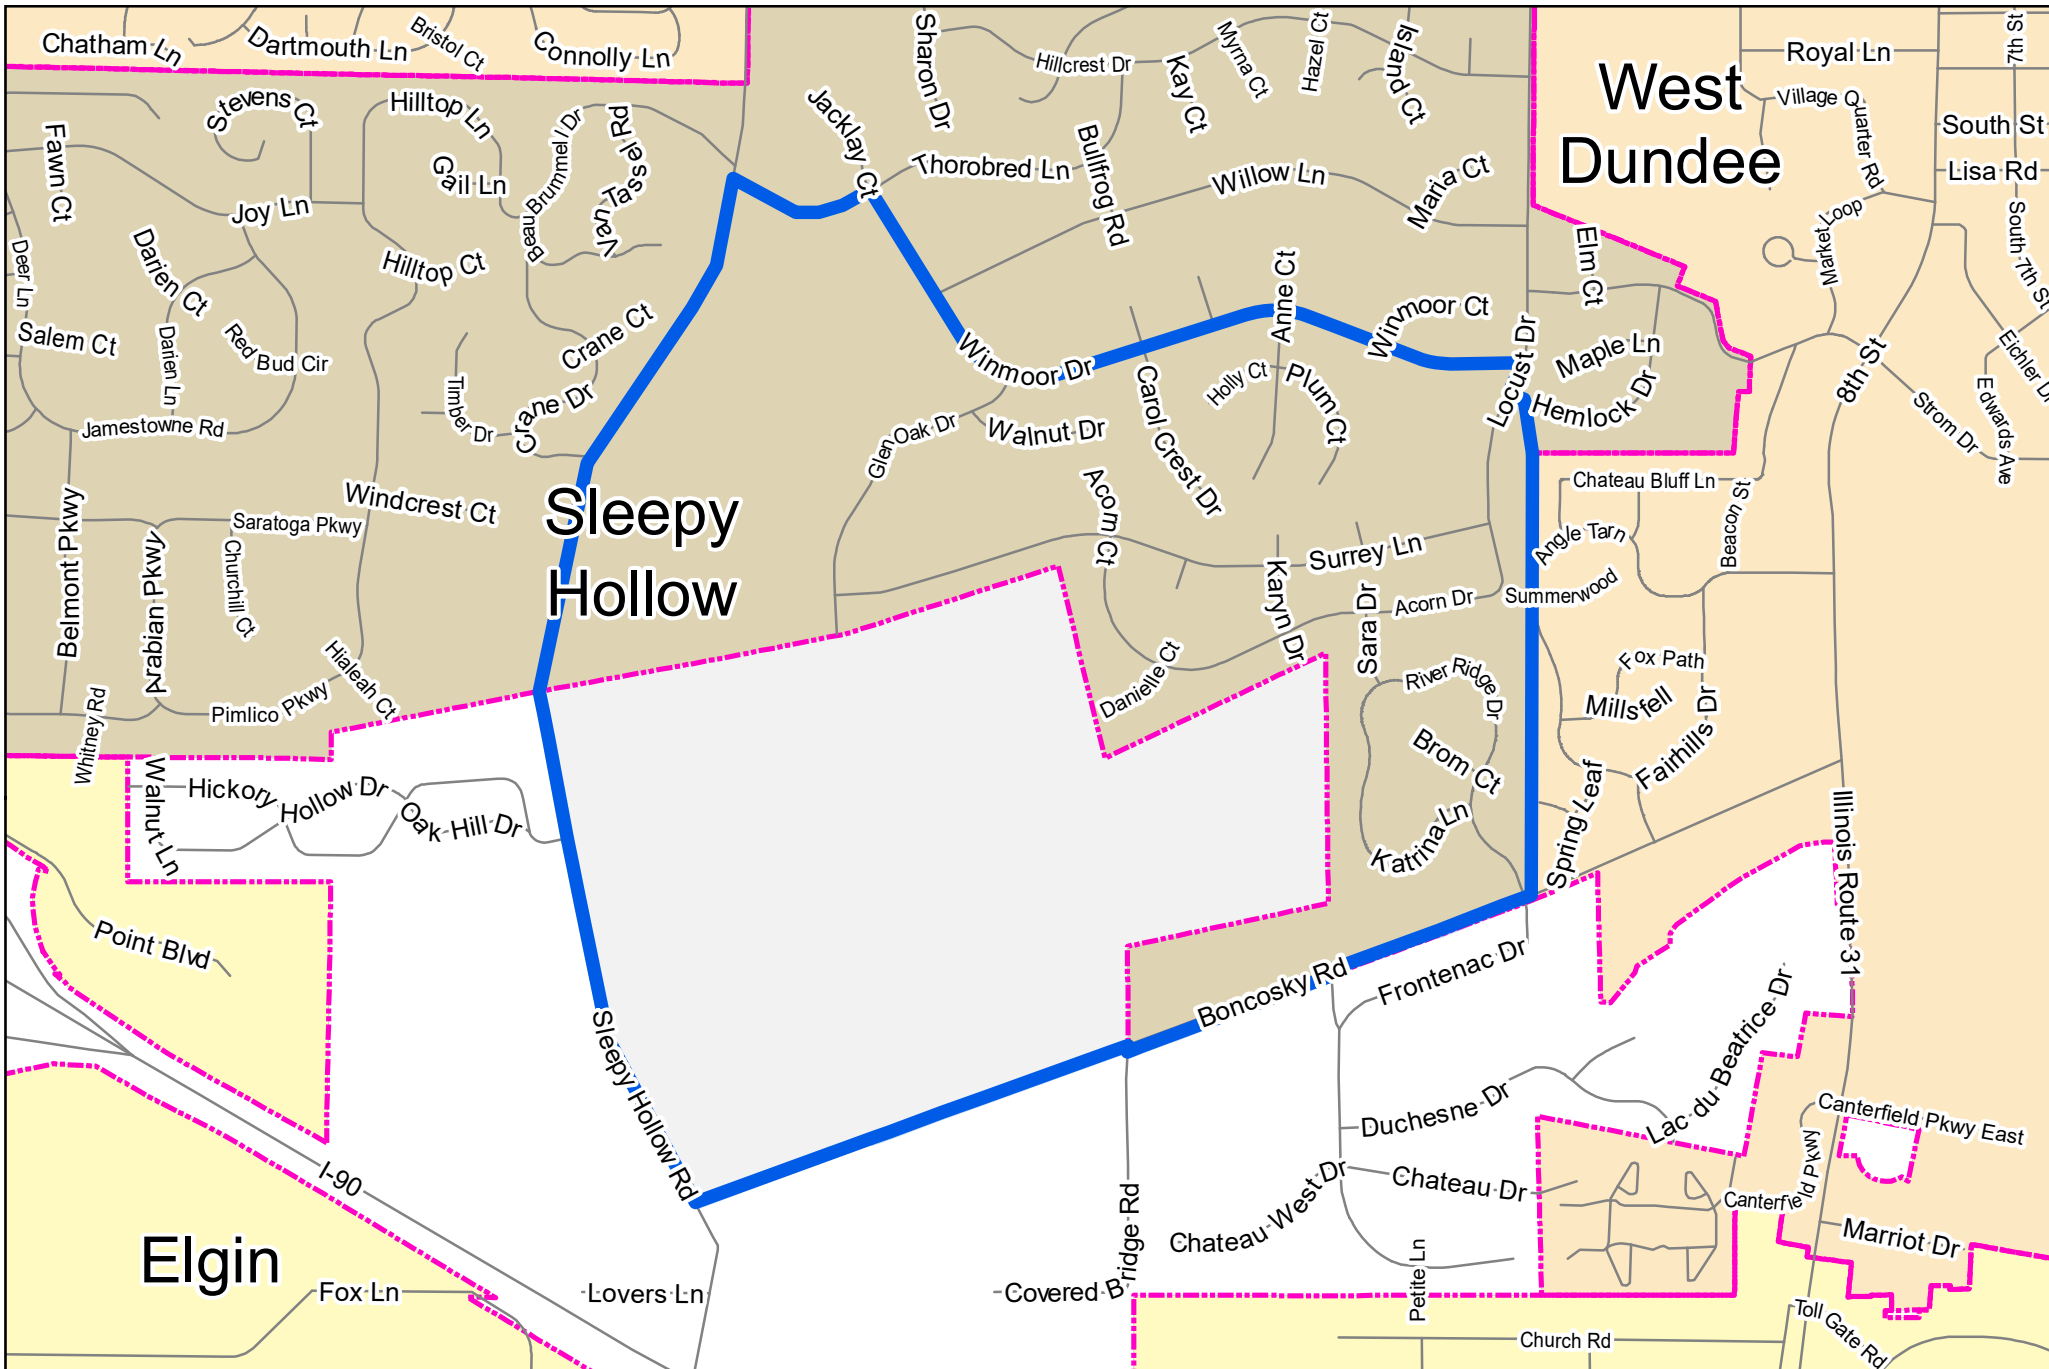 Chatham Ln
Dartmouth Ln
Bristol Ct
Connolly Ln
Sharon Dr
Hillcrest Dr
Kay Ct
Myrna Ct
Hazel Ct
Island Ct
West
Dundee
Royal Ln
7th St
Village Quarter Rd
South St
Lisa Rd
South 7th St
Market Loop
Fawn Ct
Stevens Ct
Hilltop Ln
Gail Ln
Beau Brummel Dr
Van Tassel Rd
Jacklay Ct
Thorobred Ln
Bullfrog Rd
Willow Ln
Maria Ct
Elm Ct
Joy Ln
Deer Ln
Darien Ct
Hilltop Ct
Salem Ct
Darien Ln
Red Bud Cir
Crane Ct
Timber Dr
Crane Dr
Jamestowne Rd
Winmoor Dr
Anne Ct
Winmoor Ct
Locust Dr
Maple Ln
Hemlock Dr
8th St
Strom Dr
Eichler Dr
Edwards Ave
Glen Oak Dr
Walnut Dr
Carol Crest Dr
Holly Ct
Plum Ct
Acorn Ct
Belmont Pkwy
Arabian Pkwy
Saratoga Pkwy
Churchill Ct
Windcrest Ct
Sleepy
Hollow
Surrey Ln
Karyn Dr
Sara Dr
Acorn Dr
Chateau Bluff Ln
Angle Tarn
Beacon St
Summerwood
Whitney Rd
Pimlico Pkwy
Hialeah Ct
Danielle Ct
River Ridge Dr
Brom Ct
Katrina Ln
Fox Path
Millsfell
Fairhills Dr
Spring Leaf
Illinois Route 31
Walnut Ln
Hickory Hollow Dr
Oak Hill Dr
Point Blvd
Sleepy Hollow Rd
Boncosky Rd
Frontenac Dr
Lac du Beatrice Dr
Duchesne Dr
Chateau West Dr
Chateau Dr
Canterfield Pkwy East
Canterfield Pkwy
Marriot Dr
I-90
Elgin
Fox Ln
Lovers Ln
Covered Bridge Rd
Petite Ln
Church Rd
Toll Gate Rd